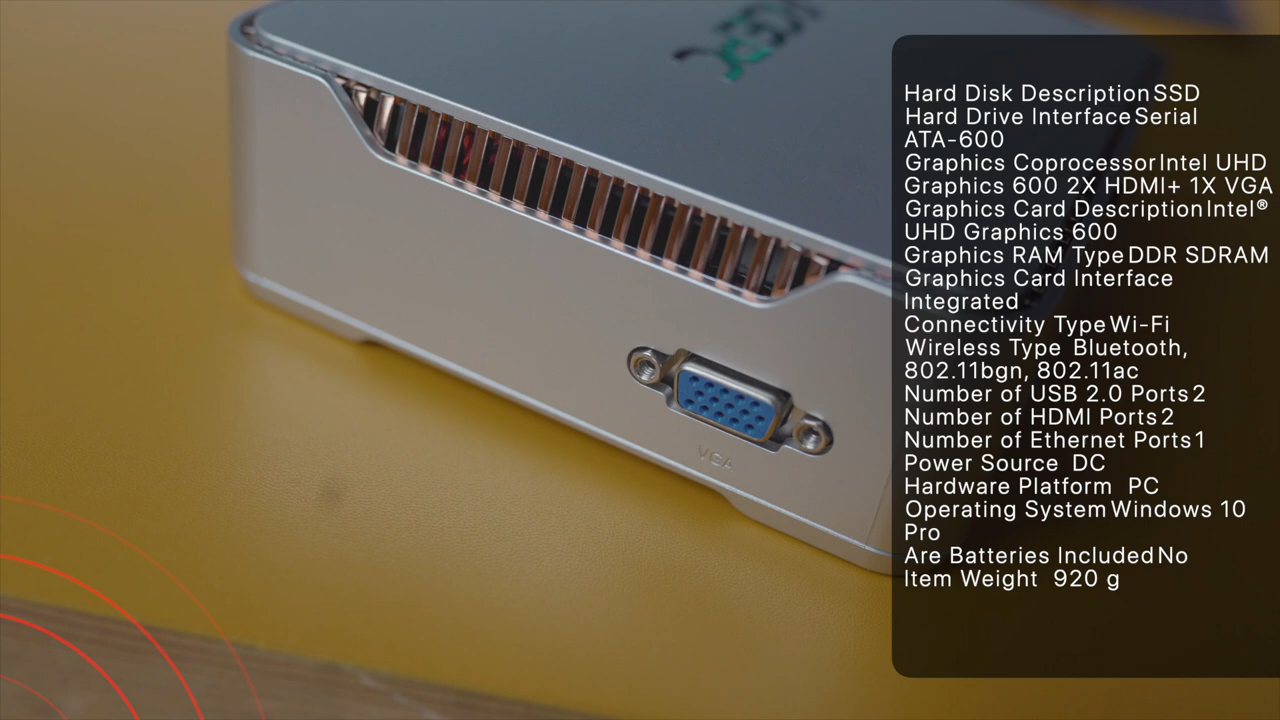 Hard Disk Description SSD
Hard Drive Interface Serial
ATA-600
Graphics Coprocessor Intel UHD
Graphics 600 2X HDMI+ 1X VGA
Graphics Card Description Intel®
UHD Graphics 600
Graphics RAM Type DDR SDRAM
Graphics Card Interface
Integrated
Connectivity Type Wi-Fi
Wireless Type Bluetooth,
802.11bgn, 802.11ac
Number of USB 2.0 Ports 2
Number of HDMI Ports 2
Number of Ethernet Ports 1
Power Source DC
Hardware Platform PC
Operating System Windows 10
Pro
Are Batteries Included No
Item Weight 920 g
VGA